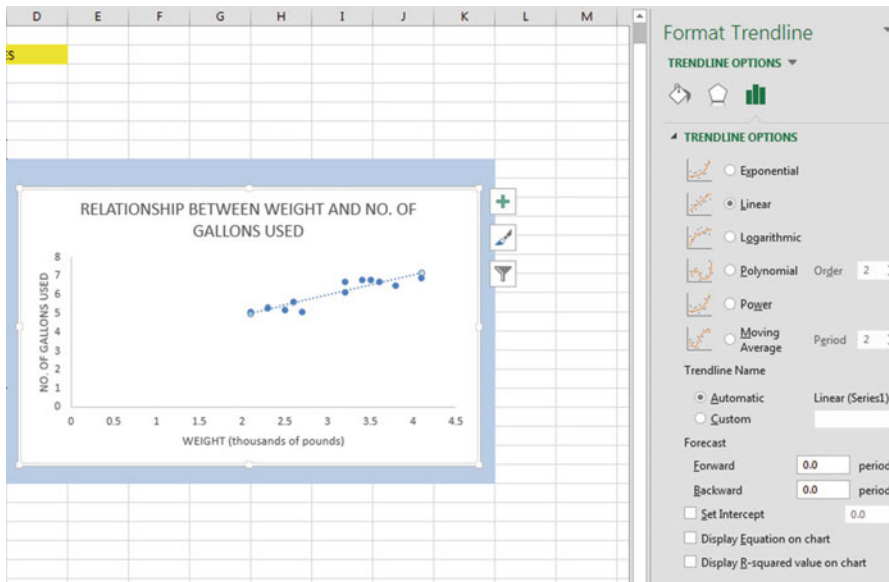 D E F G H I J K L M
ES
RELATIONSHIP BETWEEN WEIGHT AND NO. OF
GALLONS USED
NO. OF GALLONS USED
8
7
6
5
4
3
2
1
0
0 0.5 1 1.5 2 2.5 3 3.5 4 4.5
WEIGHT (thousands of pounds)
Format Trendline
TRENDLINE OPTIONS
TRENDLINE OPTIONS
Exponential
Linear
Logarithmic
Polynomial Order 2
Power
Moving
Average
Period 2
Trendline Name
Automatic Linear (Series1)
Custom
Forecast
Forward 0.0 period
Backward 0.0 period
Set Intercept 0.0
Display Equation on chart
Display R-squared value on chart